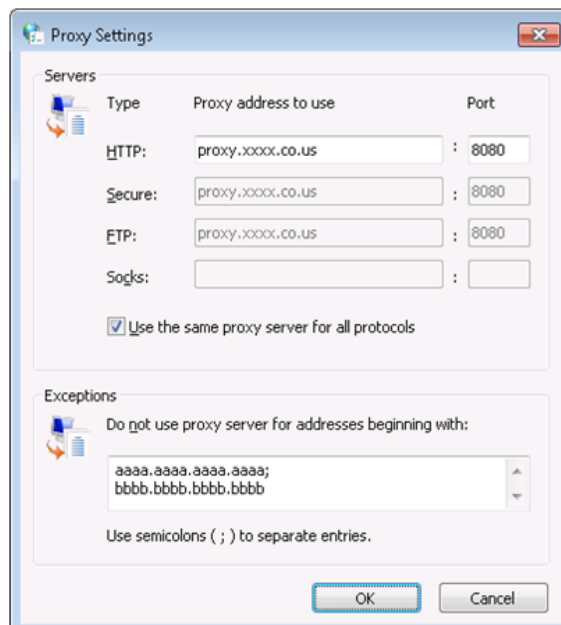 Proxy Settings
Servers
Type Proxy address to use Port
HTTP: proxy.xxxx.co.us : 8080
Secure: proxy.xxxx.co.us : 8080
FTP: proxy.xxxx.co.us : 8080
Socks: :
Use the same proxy server for all protocols
Exceptions
Do not use proxy server for addresses beginning with:
aaaa.aaaa.aaaa.aaaa;
bbbb.bbbb.bbbb.bbbb
Use semicolons ( ; ) to separate entries.
OK Cancel